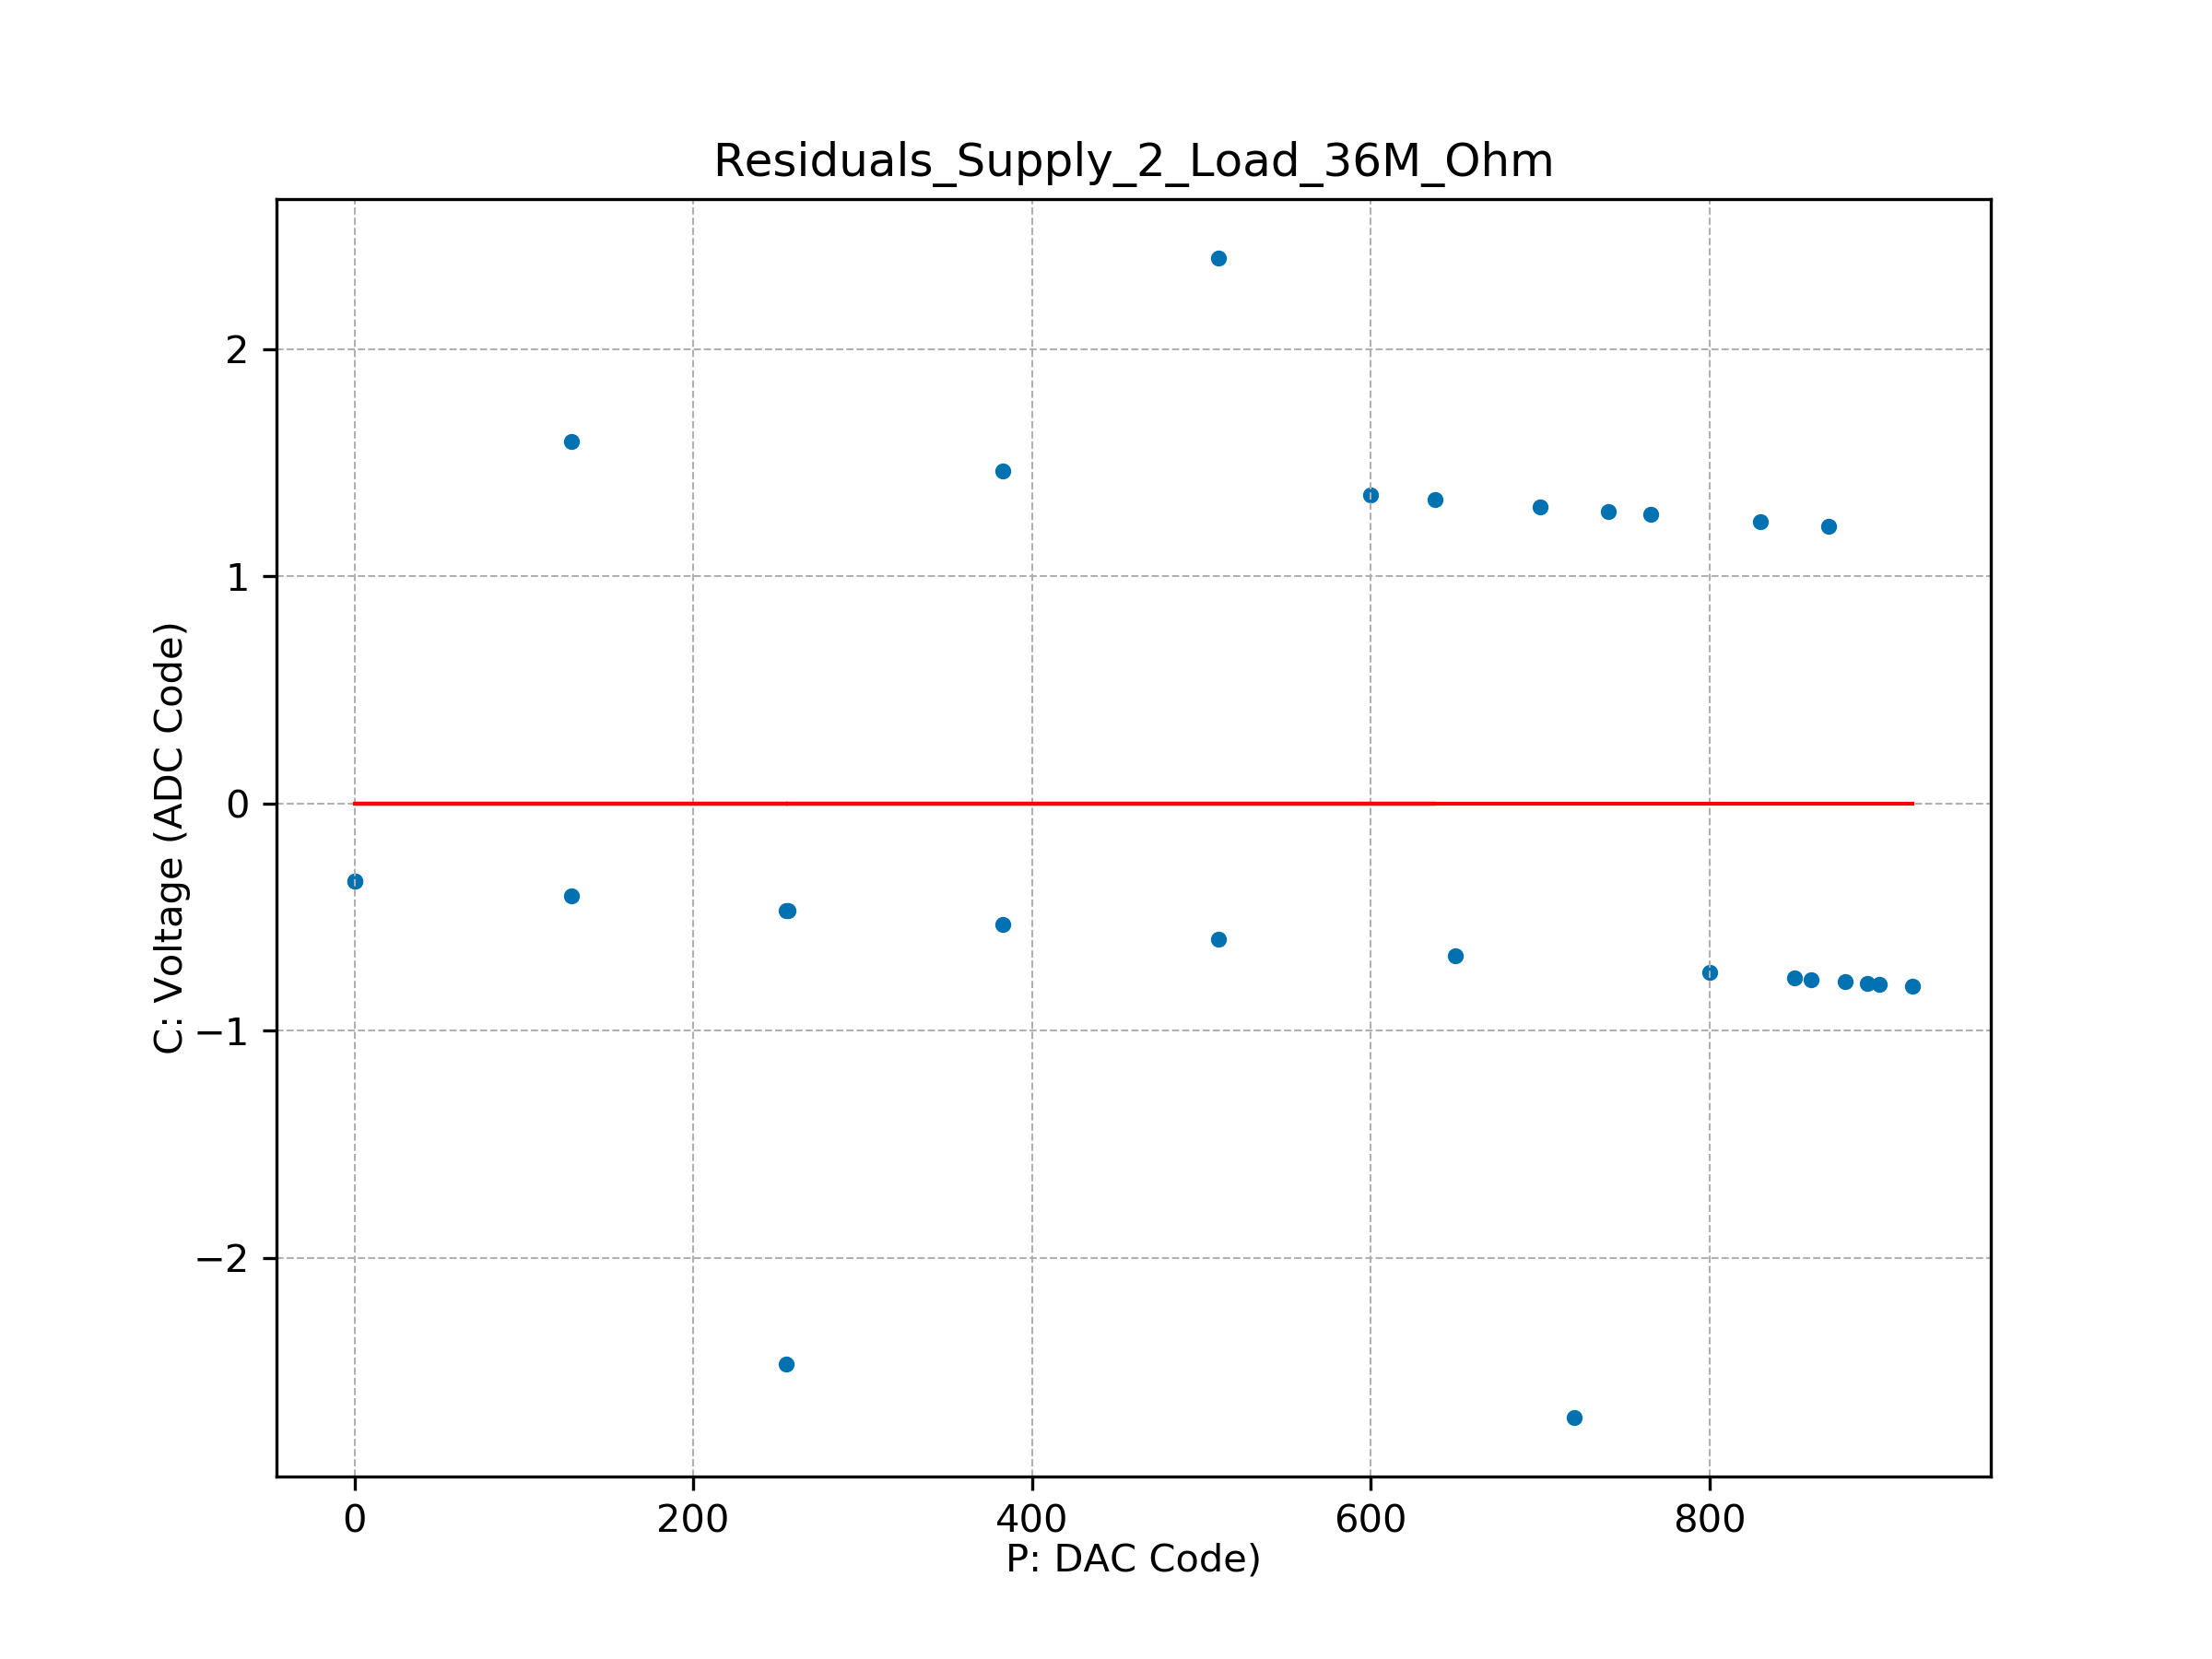 Residuals_Supply_2_Load_36M_Ohm
C: Voltage (ADC Code)
2
1
0
−1
−2
0 200 400 600 800
P: DAC Code)